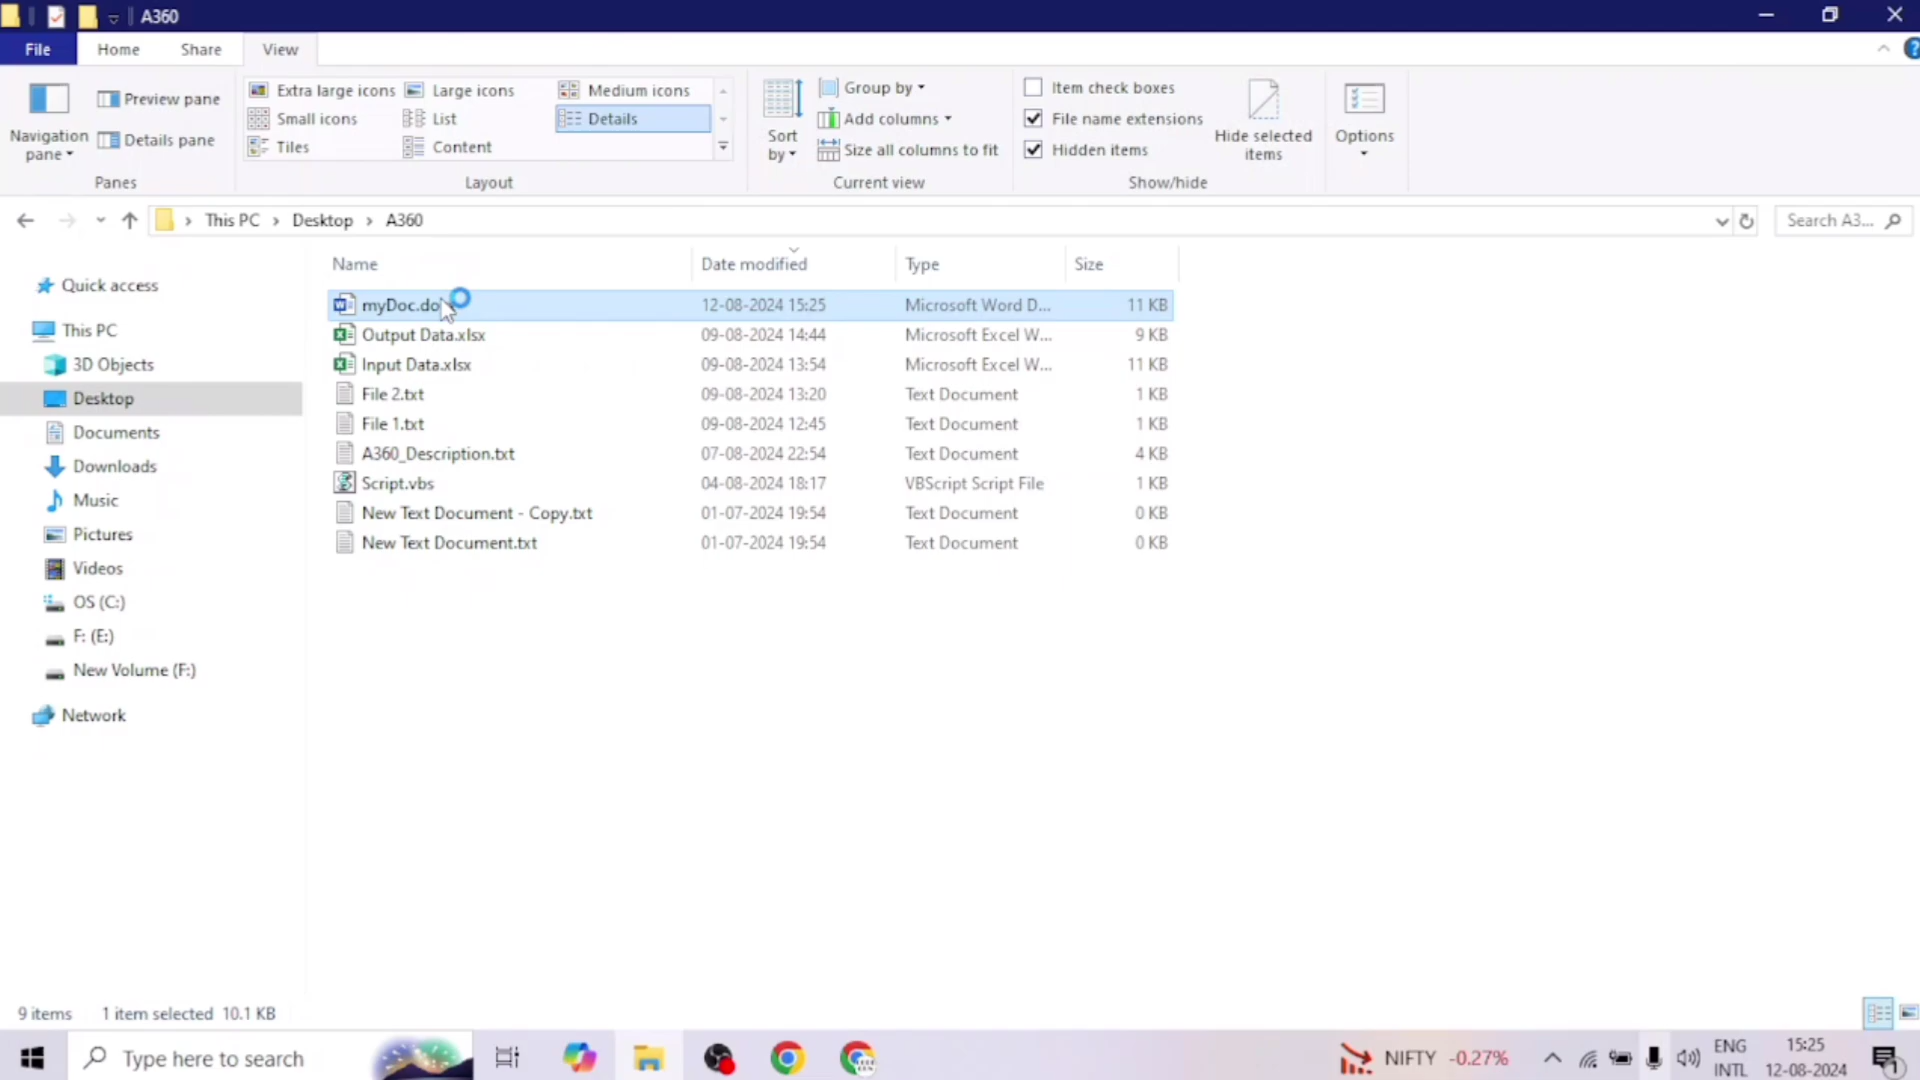 A360
File Home Share View
Navigation pane
Preview pane
Details pane
Panes
Extra large icons Large icons Medium icons
Small icons List Details
Tiles Content
Layout
Sort by
Group by
Add columns
Size all columns to fit
Current view
Item check boxes
File name extensions
Hidden items
Hide selected items
Show/hide
Options
This PC Desktop A360
Search A3...
Name Date modified Type Size
myDoc.do 12-08-2024 15:25 Microsoft Word D... 11 KB
Output Data.xlsx 09-08-2024 14:44 Microsoft Excel W... 9 KB
Input Data.xlsx 09-08-2024 13:54 Microsoft Excel W... 11 KB
File 2.txt 09-08-2024 13:20 Text Document 1 KB
File 1.txt 09-08-2024 12:45 Text Document 1 KB
A360_Description.txt 07-08-2024 22:54 Text Document 4 KB
Script.vbs 04-08-2024 18:17 VBScript Script File 1 KB
New Text Document - Copy.txt 01-07-2024 19:54 Text Document 0 KB
New Text Document.txt 01-07-2024 19:54 Text Document 0 KB
Quick access
This PC
3D Objects
Desktop
Documents
Downloads
Music
Pictures
Videos
OS (C:)
F: (E:)
New Volume (F:)
Network
9 items 1 item selected 10.1 KB
Type here to search
NIFTY -0.27%
ENG
INTL
15:25
12-08-2024
1